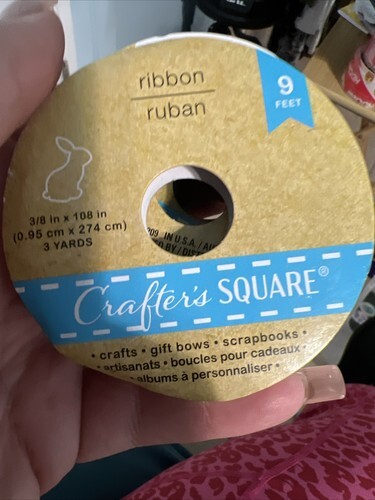 ribbon
ruban
9
FEET
3/8 in x 108 in
(0.95 cm x 274 cm)
3 YARDS
IN U.S.A.
Crafter's SQUARE®
• crafts • gift bows • scrapbooks •
artisanats • boucles pour cadeaux •
albums à personnaliser •